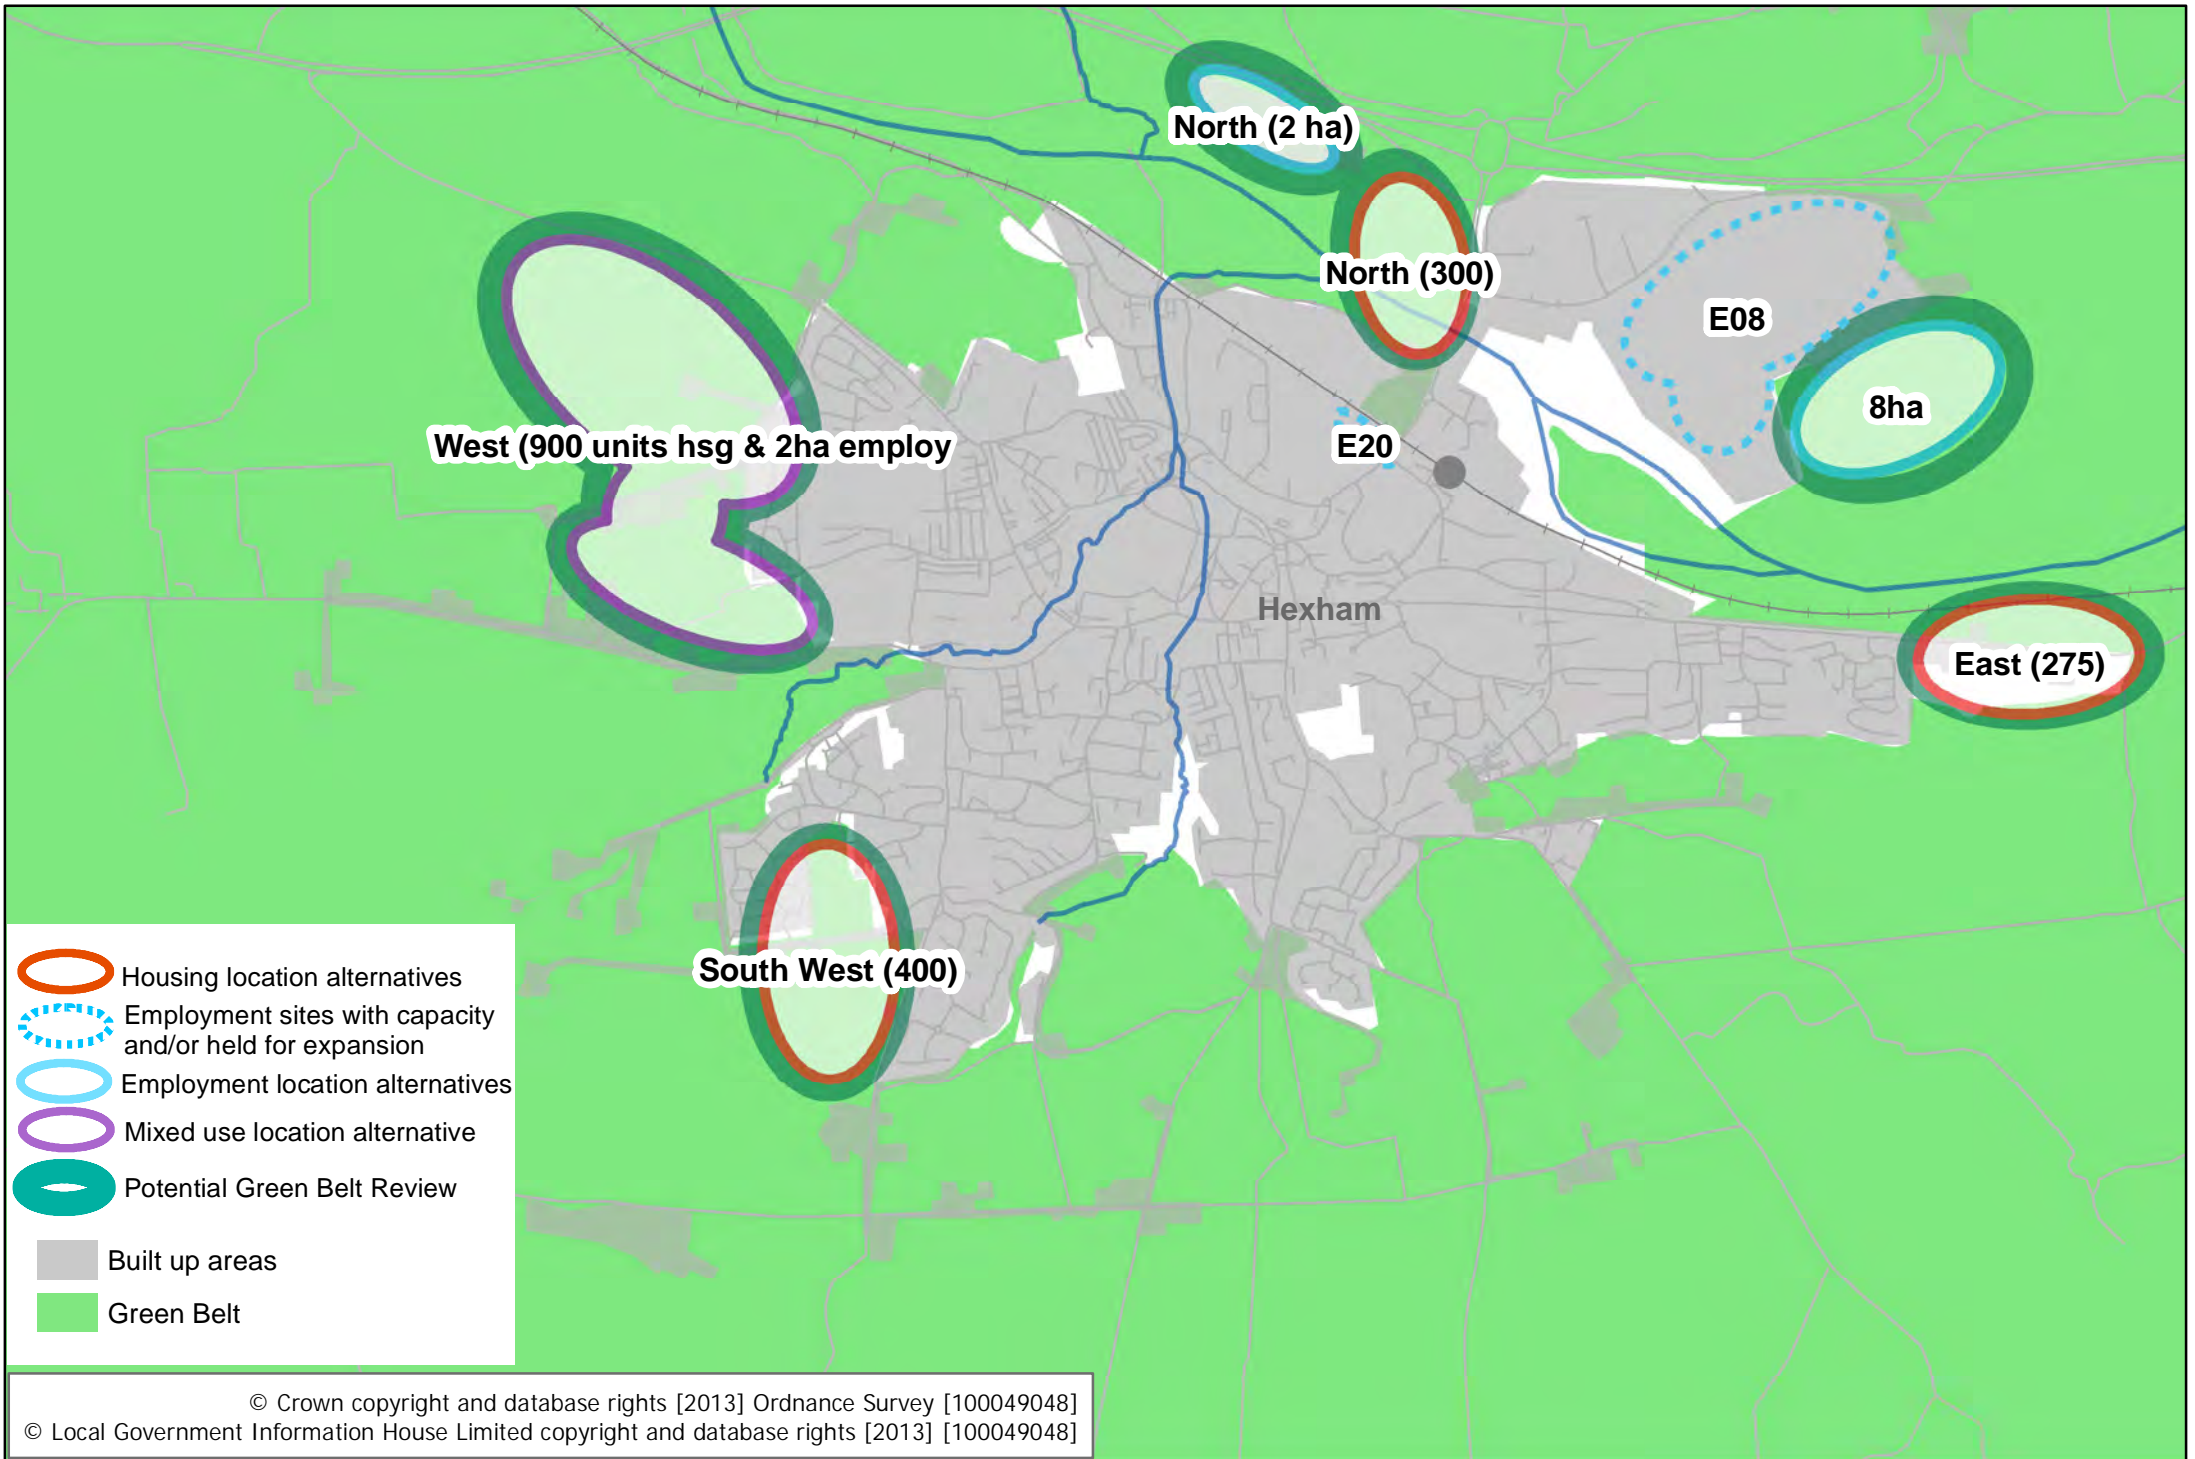 North (2 ha)
North (300)
E08
8ha
West (900 units hsg & 2ha employ
E20
Hexham
East (275)
South West (400)
Housing location alternatives
Employment sites with capacity
and/or held for expansion
Employment location alternatives
Mixed use location alternative
Potential Green Belt Review
Built up areas
Green Belt
© Crown copyright and database rights [2013] Ordnance Survey [100049048]
© Local Government Information House Limited copyright and database rights [2013] [100049048]